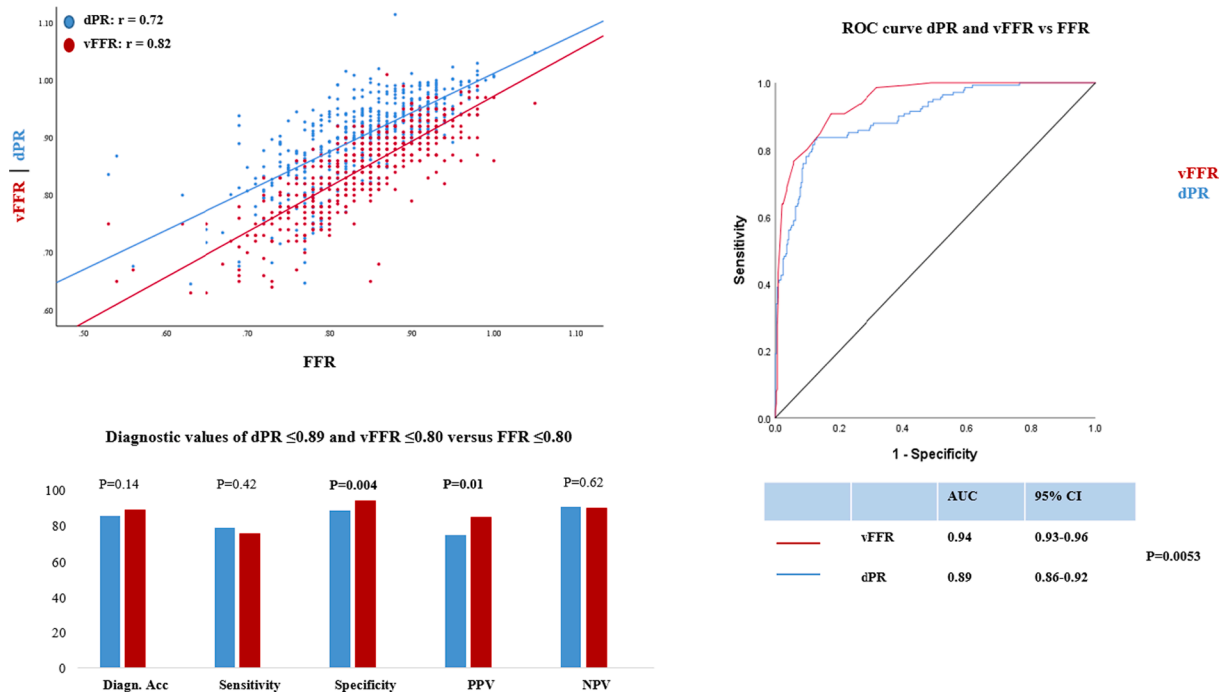 dPR: r = 0.72
vFFR: r = 0.82
1.10
1.00
.90
.80
.70
.60
vFFR | dPR
.50
.60
.70
.80
.90
1.00
1.10
FFR
ROC curve dPR and vFFR vs FFR
1.0
0.8
0.6
0.4
0.2
0.0
Sensitivity
0.0
0.2
0.4
0.6
0.8
1.0
1 - Specificity
vFFR
dPR
AUC
95% CI
vFFR
0.94
0.93-0.96
dPR
0.89
0.86-0.92
P=0.0053
Diagnostic values of dPR ≤0.89 and vFFR ≤0.80 versus FFR ≤0.80
P=0.14
P=0.42
P=0.004
P=0.01
P=0.62
100
80
60
40
20
0
Diagn. Acc
Sensitivity
Specificity
PPV
NPV